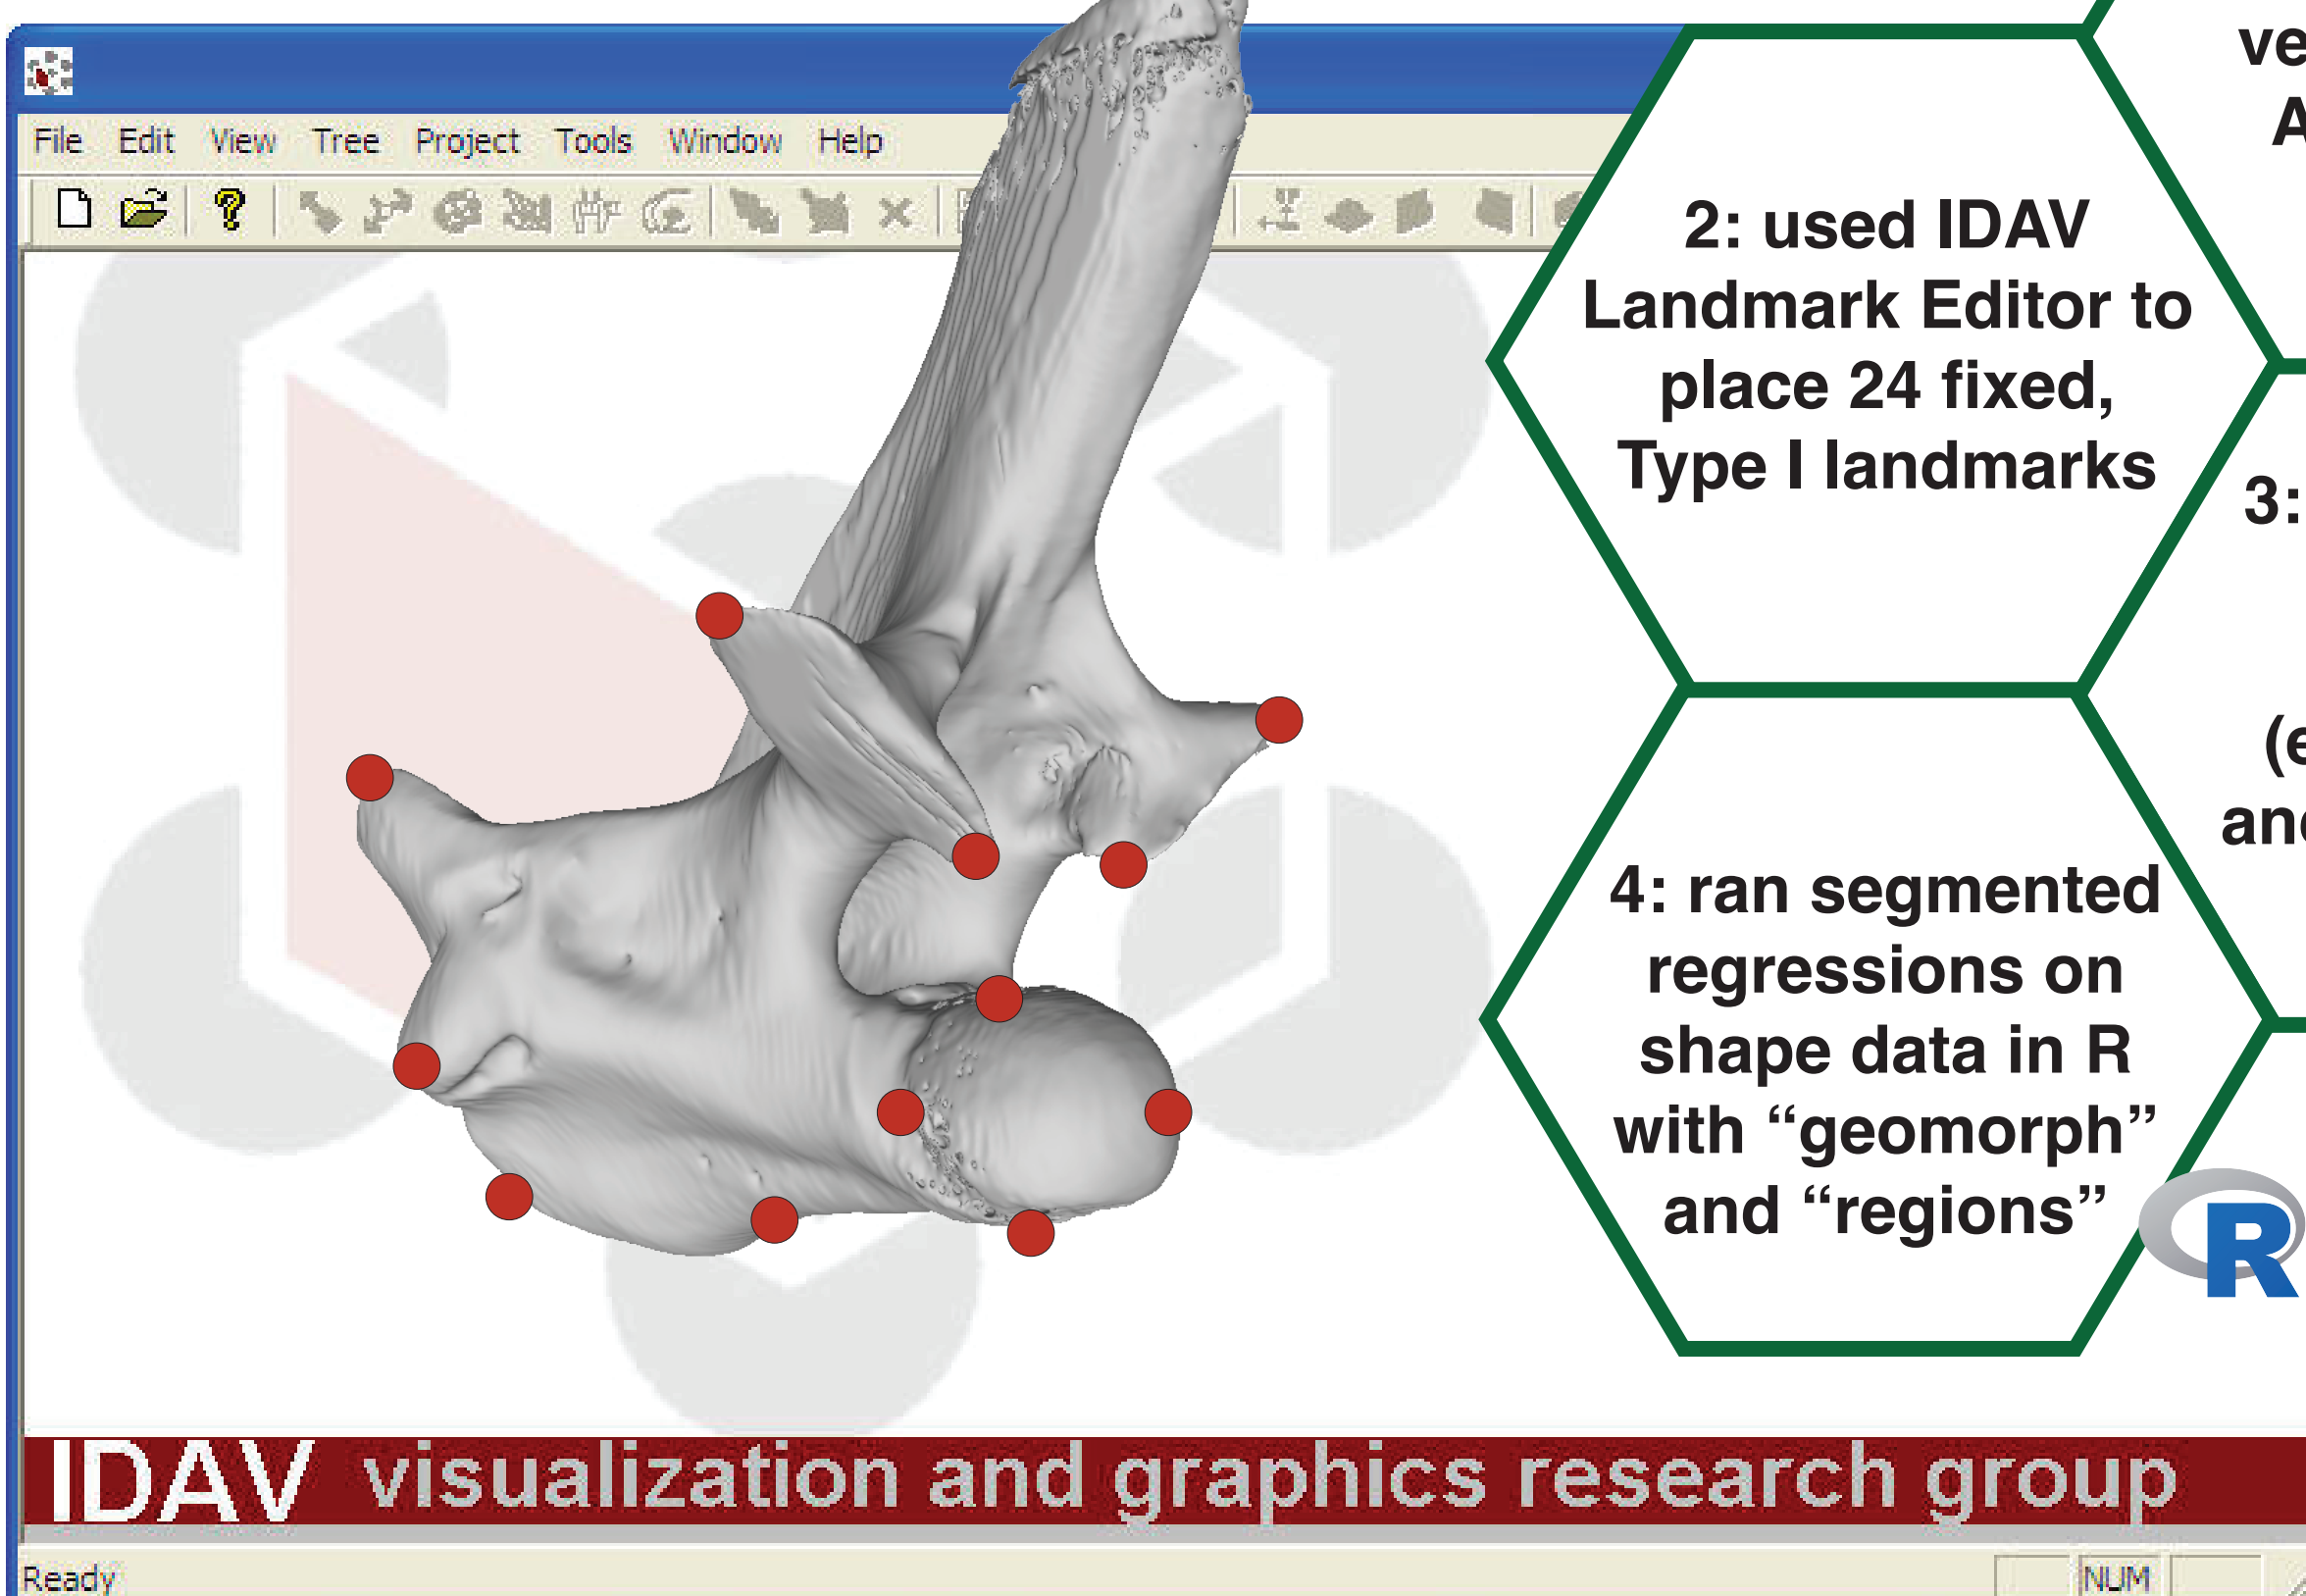 File Edit View Tree Project Tools Window Help
2: used IDAV
Landmark Editor to
place 24 fixed,
Type I landmarks
3:
4: ran segmented
regressions on
shape data in R
with “geomorph”
and “regions”
R
IDAV visualization and graphics research group
Ready
NUM